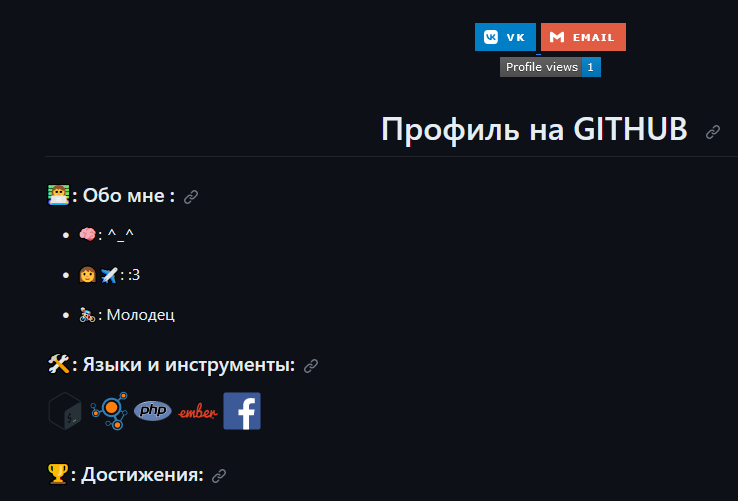 VK EMAIL
Profile views 1
Профиль на GITHUB
: Обо мне :
: ^_^
: :3
: Молодец
: Языки и инструменты:
php ember f
: Достижения: